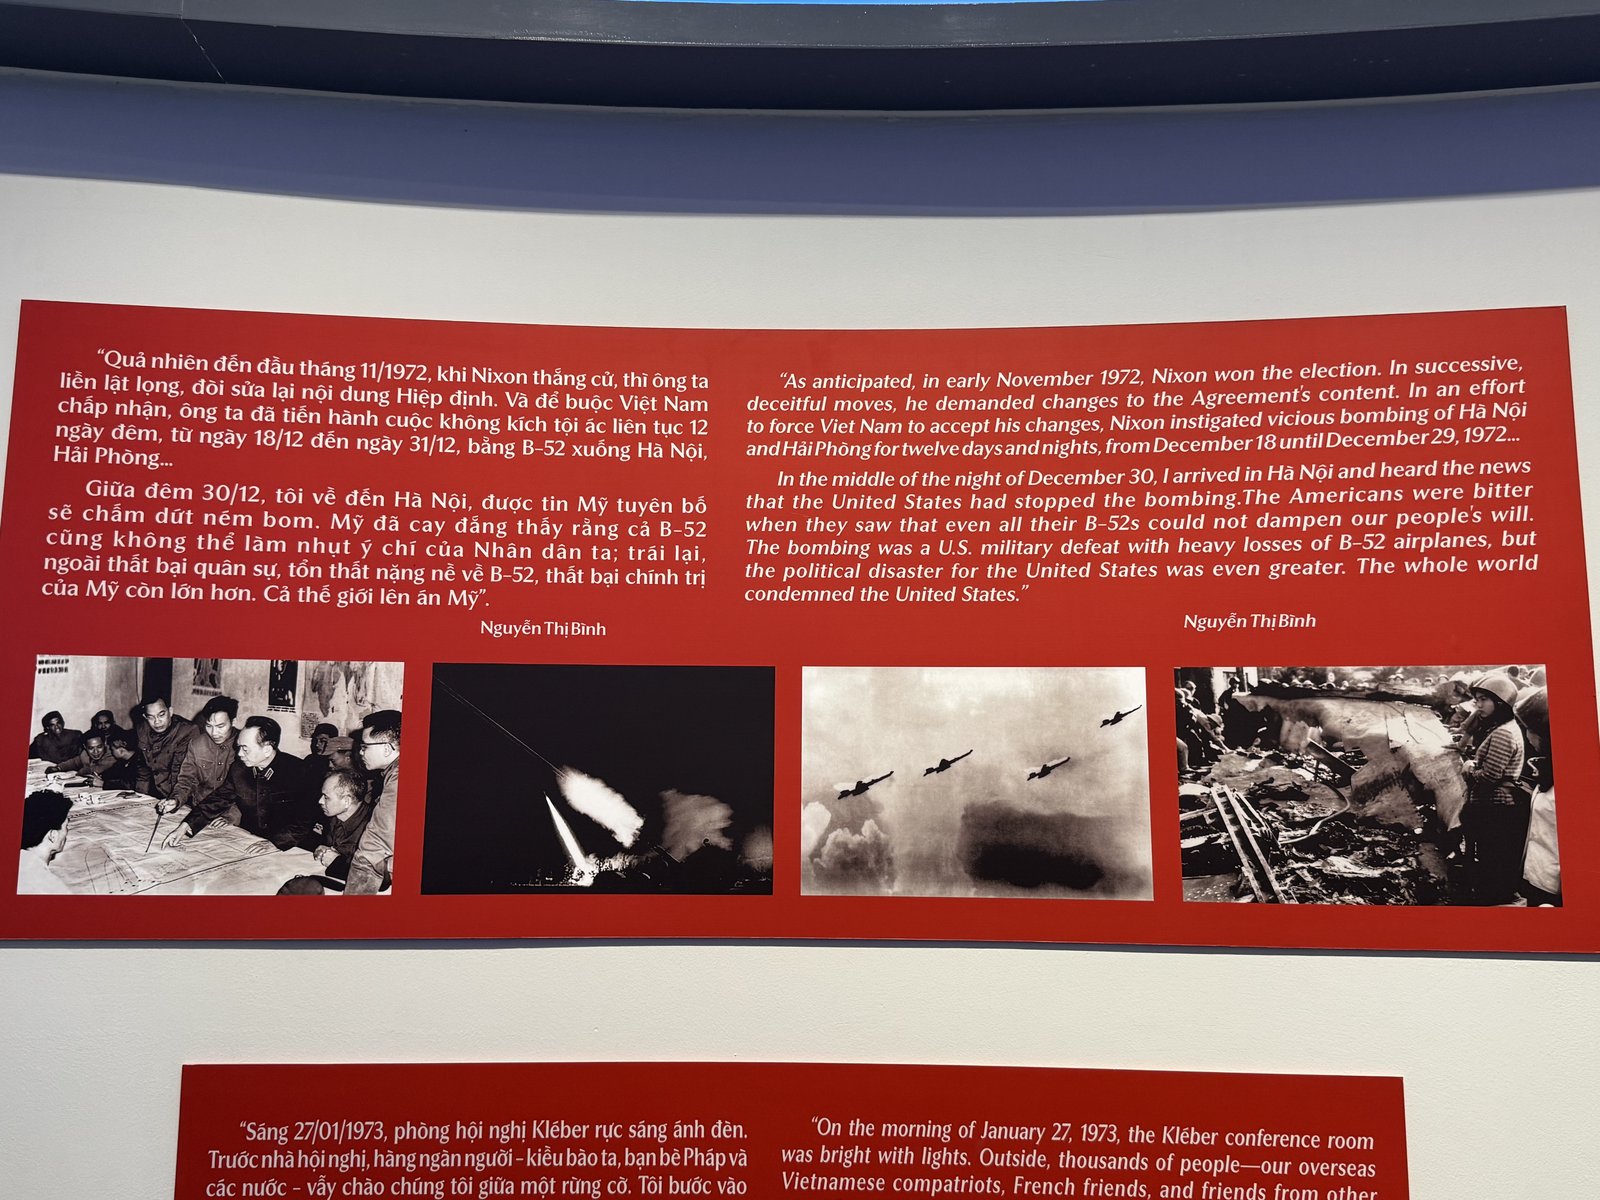 “Quả nhiên đến đầu tháng 11/1972, khi Nixon thắng cử, thì ông ta
liền lật lọng, đòi sửa lại nội dung Hiệp định. Và để buộc Việt Nam
chấp nhận, ông ta đã tiến hành cuộc không kích tội ác liên tục 12
ngày đêm, từ ngày 18/12 đến ngày 31/12, bằng B-52 xuống Hà Nội,
Hải Phòng...
Giữa đêm 30/12, tôi về đến Hà Nội, được tin Mỹ tuyên bố
sẽ chấm dứt ném bom. Mỹ đã cay đắng thấy rằng cả B-52
cũng không thể làm nhụt ý chí của Nhân dân ta; trái lại,
ngoài thất bại quân sự, tổn thất nặng nề về B-52, thất bại chính trị
của Mỹ còn lớn hơn. Cả thế giới lên án Mỹ”.
Nguyễn Thị Bình
“As anticipated, in early November 1972, Nixon won the election. In successive,
deceitful moves, he demanded changes to the Agreement's content. In an effort
to force Viet Nam to accept his changes, Nixon instigated vicious bombing of Hà Nội
and Hải Phòng for twelve days and nights, from December 18 until December 29, 1972...
In the middle of the night of December 30, I arrived in Hà Nội and heard the news
that the United States had stopped the bombing.The Americans were bitter
when they saw that even all their B-52s could not dampen our people's will.
The bombing was a U.S. military defeat with heavy losses of B-52 airplanes, but
the political disaster for the United States was even greater. The whole world
condemned the United States.”
Nguyễn Thị Bình
“Sáng 27/01/1973, phòng hội nghị Kléber rực sáng ánh đèn.
Trước nhà hội nghị, hàng ngàn người - kiều bào ta, bạn bè Pháp và
các nước - vẫy chào chúng tôi giữa một rừng cờ. Tôi bước vào
“On the morning of January 27, 1973, the Kléber conference room
was bright with lights. Outside, thousands of people—our overseas
Vietnamese compatriots, French friends, and friends from other